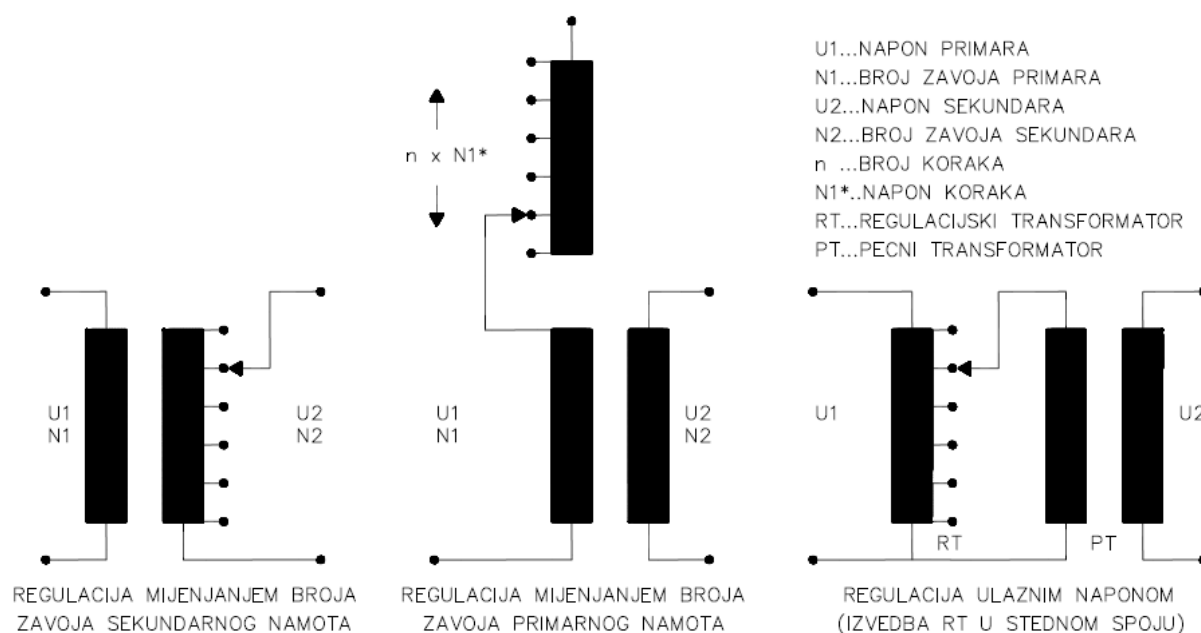 U1...NAPON PRIMARA
N1...BROJ ZAVOJA PRIMARA
U2...NAPON SEKUNDARA
N2...BROJ ZAVOJA SEKUNDARA
n ...BROJ KORAKA
N1*..NAPON KORAKA
RT...REGULACIJSKI TRANSFORMATOR
PT...PECNI TRANSFORMATOR
n x N1*
U1
N1
U2
N2
REGULACIJA MIJENJANJEM BROJA
ZAVOJA SEKUNDARNOG NAMOTA
U1
N1
U2
N2
REGULACIJA MIJENJANJEM BROJA
ZAVOJA PRIMARNOG NAMOTA
U1
U2
RT
PT
REGULACIJA ULAZNIM NAPONOM
(IZVEDBA RT U STEDNOM SPOJU)